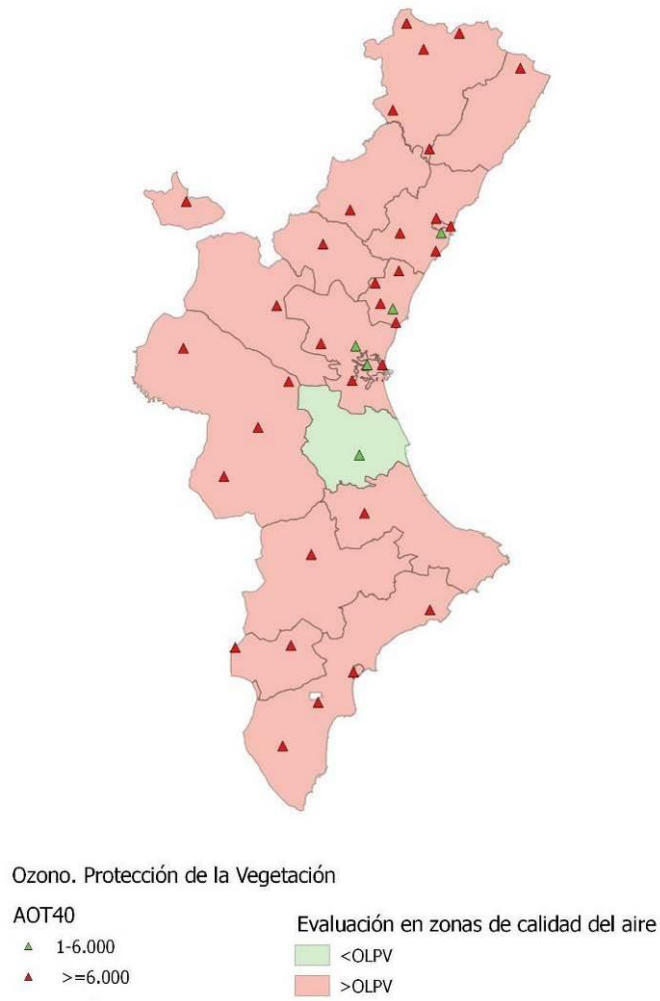 Ozono. Protección de la Vegetación
AOT40
1-6.000
>=6.000
Evaluación en zonas de calidad del aire
<OLPV
>OLPV